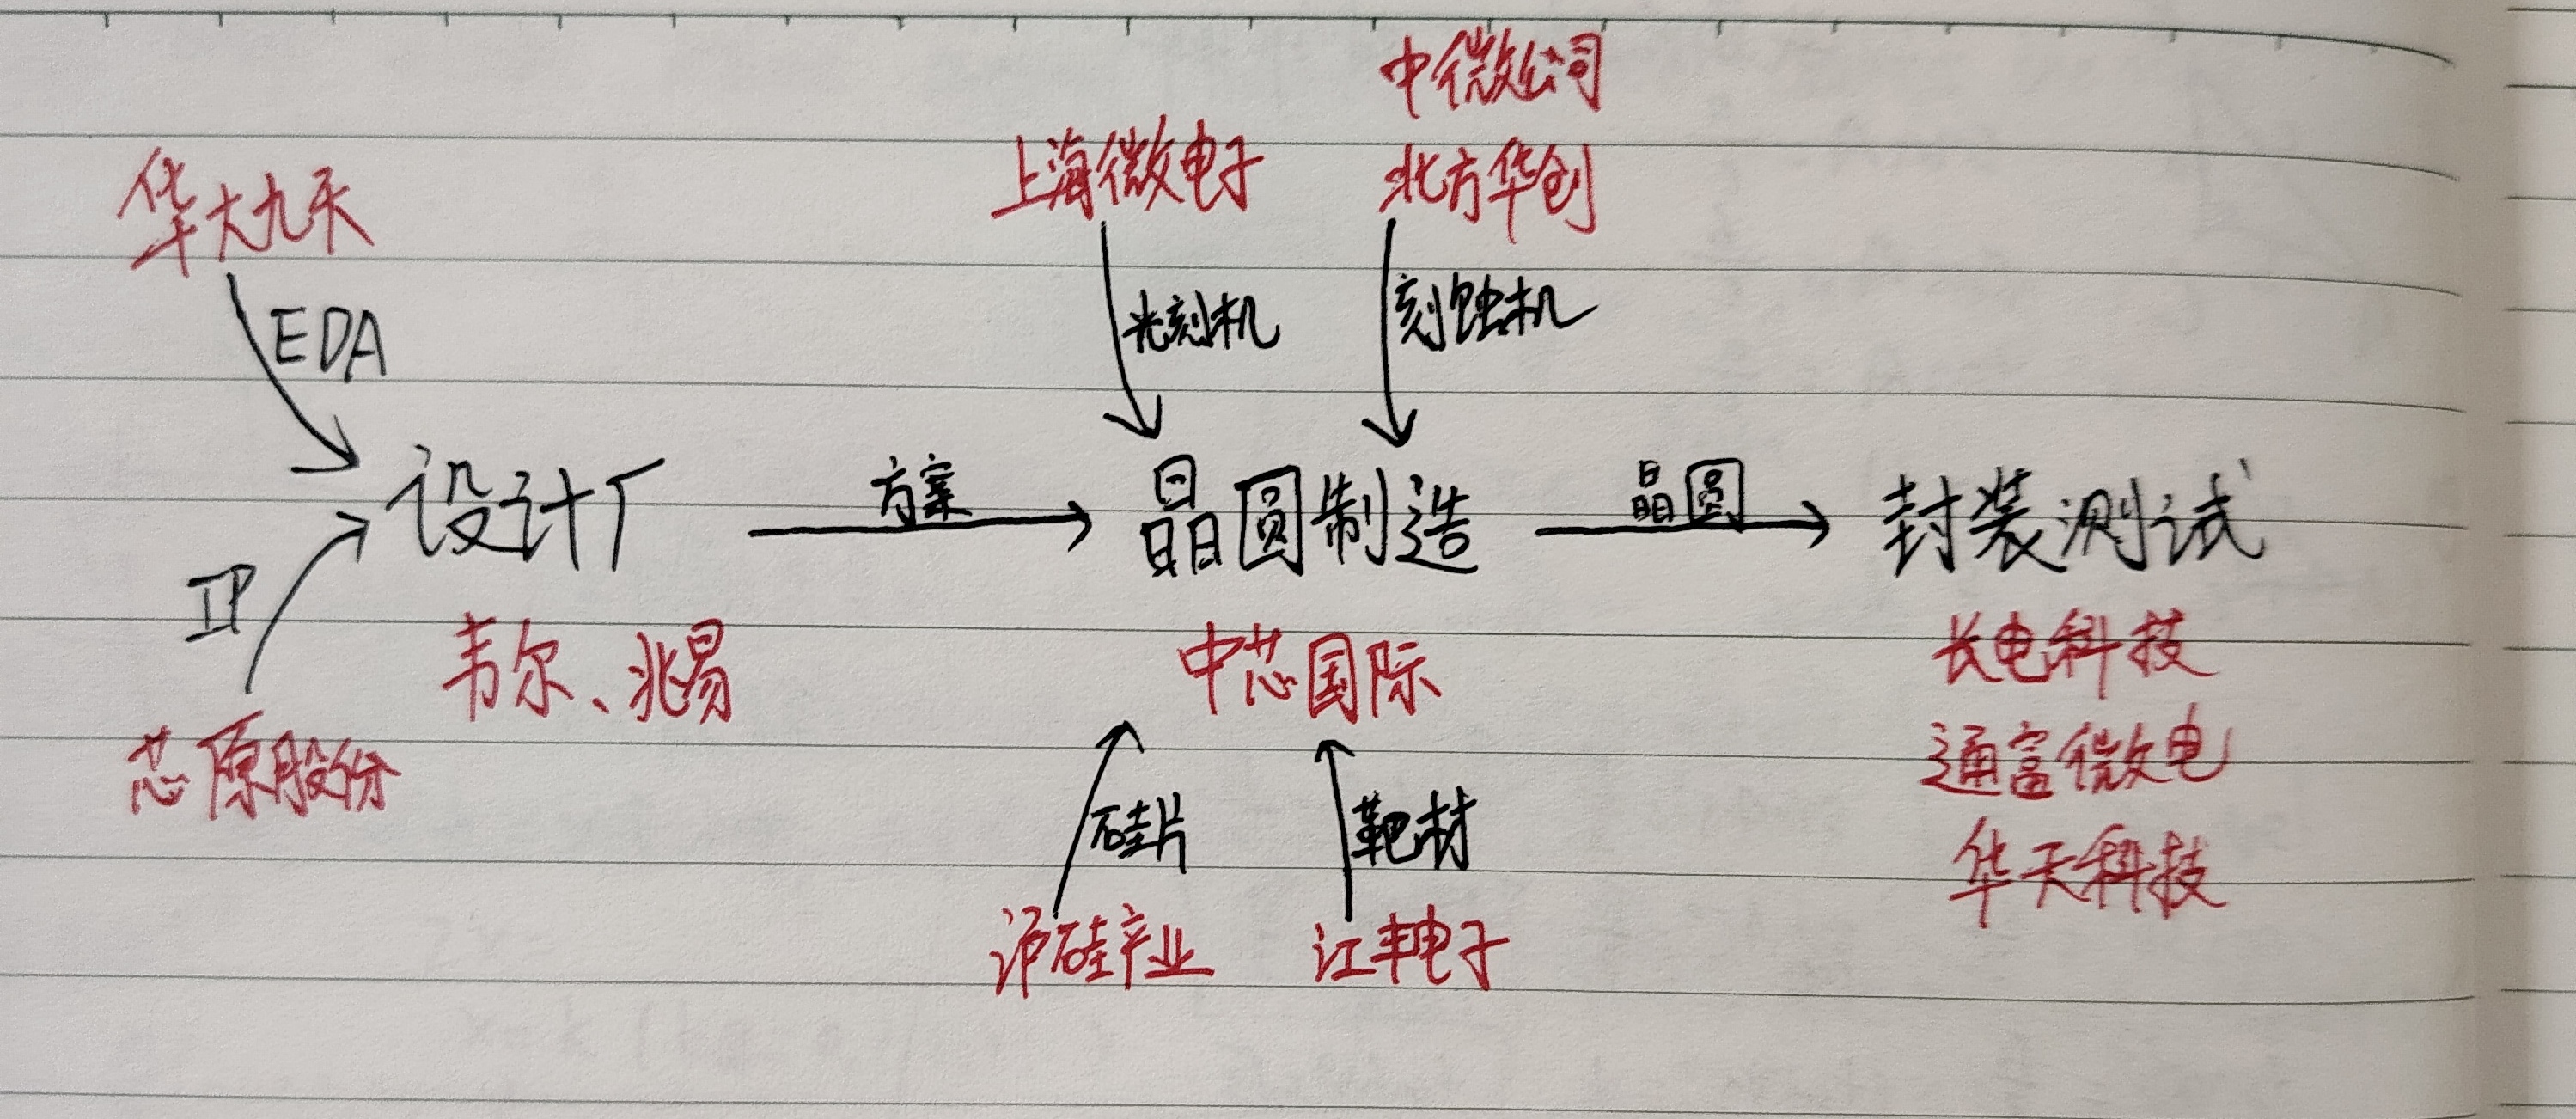 中微公司
华大九天
上海微电子
北方华创
EDA
光刻机
刻蚀机
设计厂
方案
晶圆制造
晶圆
封装测试
IP
韦尔、兆易
中芯国际
长电科技
芯原股份
通富微电
硅片
靶材
华天科技
沪硅产业
江丰电子